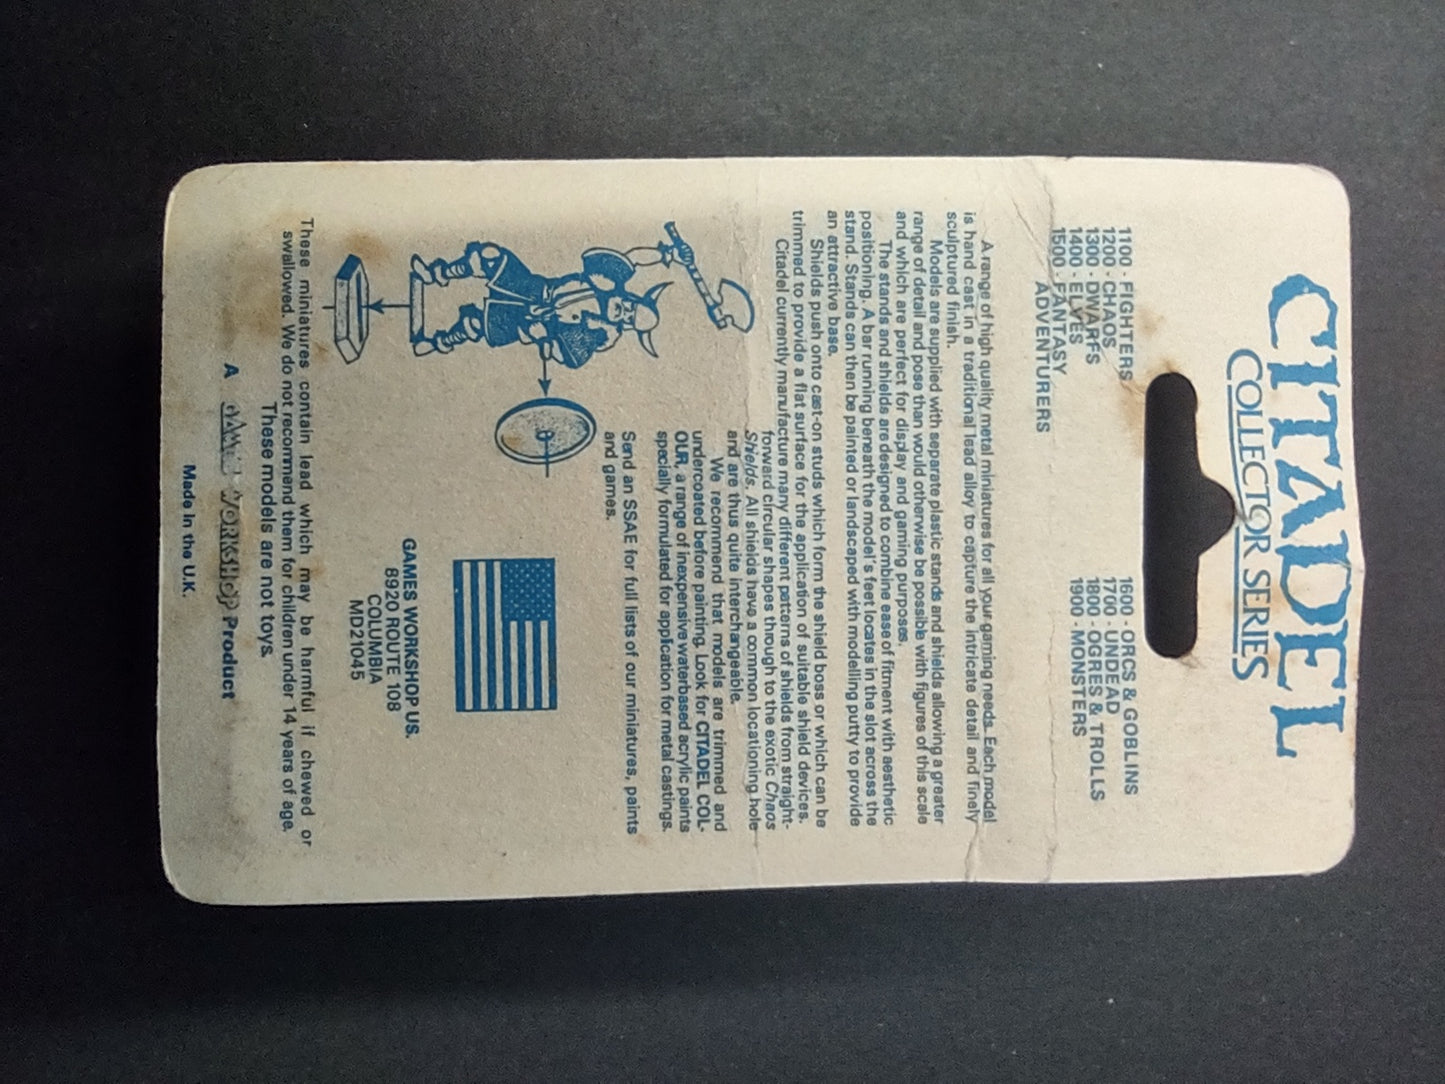 CITADEL
COLLECTOR SERIES
1100 - FIGHTERS
1200 - CHAOS
1300 - DWARFS
1400 - ELVES
1500 - FANTASY
ADVENTURERS
1600 - ORCS & GOBLINS
1700 - UNDEAD
1800 - OGRES & TROLLS
1900 - MONSTERS
A range of high quality metal miniatures for all your gaming needs. Each model
is hand cast in a traditional lead alloy to capture the intricate detail and finely
sculptured finish.
Models are supplied with separate plastic stands and shields allowing a greater
range of detail and pose than would otherwise be possible with figures of this scale
and which are perfect for display and gaming purposes.
The stands and shields are designed to combine ease of fitment with aesthetic
positioning. A bar running beneath the model's feet locates in the slot across the
stand. Stands can then be painted or landscaped with modelling putty to provide
an attractive base.
Shields push onto cast-on studs which form the shield boss or which can be
trimmed to provide a flat surface for the application of suitable shield devices.
Citadel currently manufacture many different patterns of shields from straight-
forward circular shapes through to the exotic Chaos
Shields. All shields have a common locationing hole
and are thus quite interchangeable.
We recommend that models are trimmed and
undercoated before painting. Look for CITADEL COL-
OUR, a range of inexpensive waterbased acrylic paints
specially formulated for application for metal castings.
Send an SSAE for full lists of our miniatures, paints
and games.
GAMES WORKSHOP US.
8920 ROUTE 108
COLUMBIA
MD21045
These miniatures contain lead which may be harmful if chewed or
swallowed. We do not recommend them for children under 14 years of age.
These models are not toys.
A GAMES WORKSHOP Product
Made in the U.K.